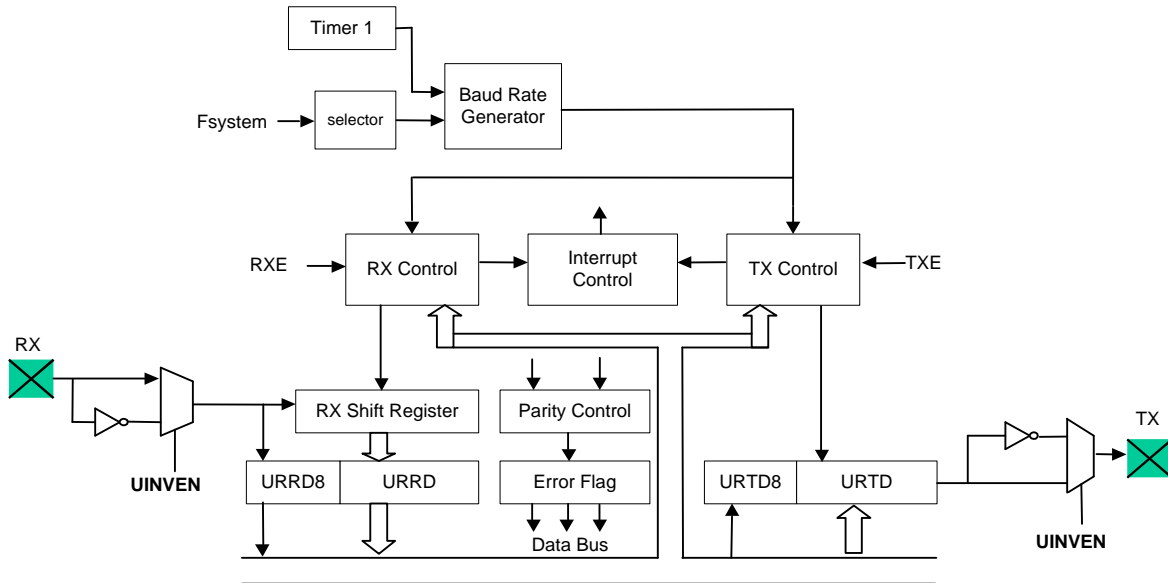 Timer 1
Baud Rate
Generator
Fsystem
selector
RXE
RX Control
Interrupt
Control
TX Control
TXE
RX
RX Shift Register
Parity Control
TX
UINVEN
URRD8
URRD
Error Flag
URTD8
URTD
Data Bus
UINVEN